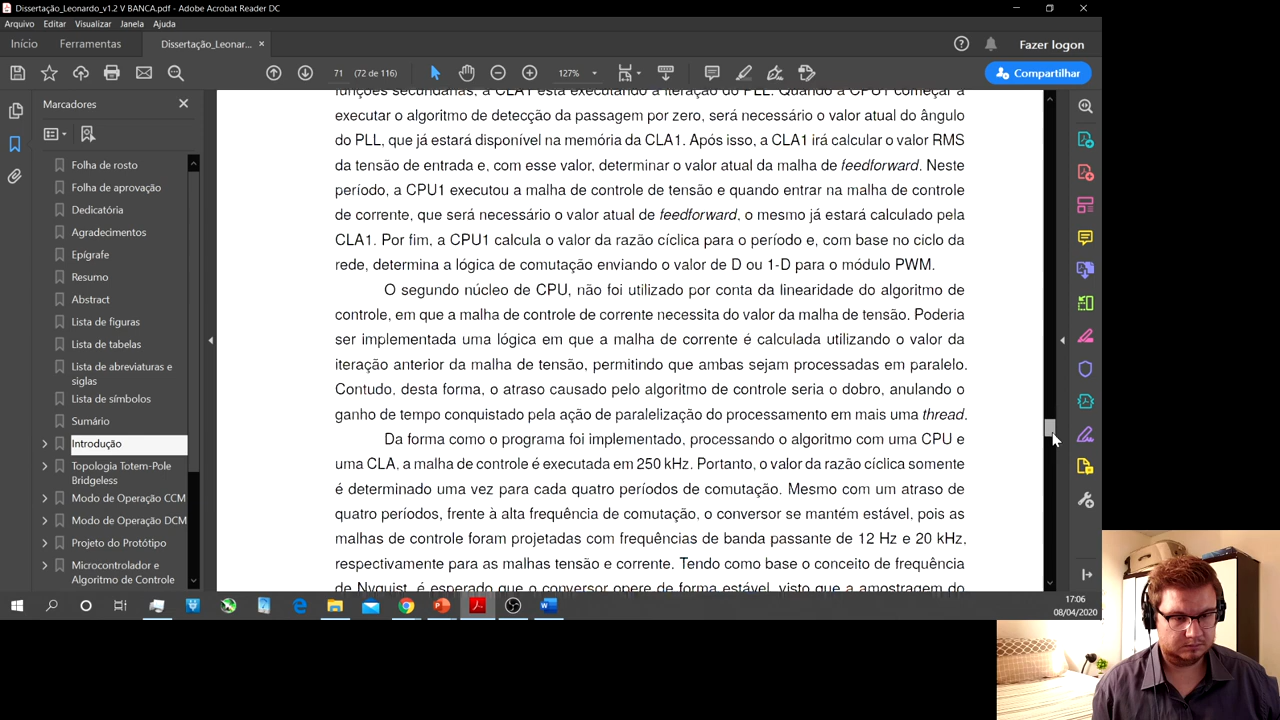 Dissertação_Leonardo_v1.2 V BANCA.pdf - Adobe Acrobat Reader DC
Arquivo Editar Visualizar Janela Ajuda
Início Ferramentas Dissertação_Leonar... × Fazer logon
71 (72 de 116) 127% Compartilhar
Marcadores
Folha de rosto
Folha de aprovação
Dedicatória
Agradecimentos
Epígrafe
Resumo
Abstract
Lista de figuras
Lista de tabelas
Lista de abreviaturas e
siglas
Lista de símbolos
Sumário
Introdução
Topologia Totem-Pole
Bridgeless
Modo de Operação CCM
Modo de Operação DCM
Projeto do Protótipo
Microcontrolador e
Algoritmo de Controle
funções secundárias, a CLA1 está executando a iteração do PLL. Quando a CPU1 começar a
executar o algoritmo de detecção da passagem por zero, será necessário o valor atual do ângulo
do PLL, que já estará disponível na memória da CLA1. Após isso, a CLA1 irá calcular o valor RMS
da tensão de entrada e, com esse valor, determinar o valor atual da malha de feedforward. Neste
período, a CPU1 executou a malha de controle de tensão e quando entrar na malha de controle
de corrente, que será necessário o valor atual de feedforward, o mesmo já estará calculado pela
CLA1. Por fim, a CPU1 calcula o valor da razão cíclica para o período e, com base no ciclo da
rede, determina a lógica de comutação enviando o valor de D ou 1-D para o módulo PWM.
O segundo núcleo de CPU, não foi utilizado por conta da linearidade do algoritmo de
controle, em que a malha de controle de corrente necessita do valor da malha de tensão. Poderia
ser implementada uma lógica em que a malha de corrente é calculada utilizando o valor da
iteração anterior da malha de tensão, permitindo que ambas sejam processadas em paralelo.
Contudo, desta forma, o atraso causado pelo algoritmo de controle seria o dobro, anulando o
ganho de tempo conquistado pela ação de paralelização do processamento em mais uma thread.
Da forma como o programa foi implementado, processando o algoritmo com uma CPU e
uma CLA, a malha de controle é executada em 250 kHz. Portanto, o valor da razão cíclica somente
é determinado uma vez para cada quatro períodos de comutação. Mesmo com um atraso de
quatro períodos, frente à alta frequência de comutação, o conversor se mantém estável, pois as
malhas de controle foram projetadas com frequências de banda passante de 12 Hz e 20 kHz,
respectivamente para as malhas tensão e corrente. Tendo como base o conceito de frequência
de Nyquist, é esperado que o conversor opere de forma estável, visto que a amostragem do
17:06
08/04/2020